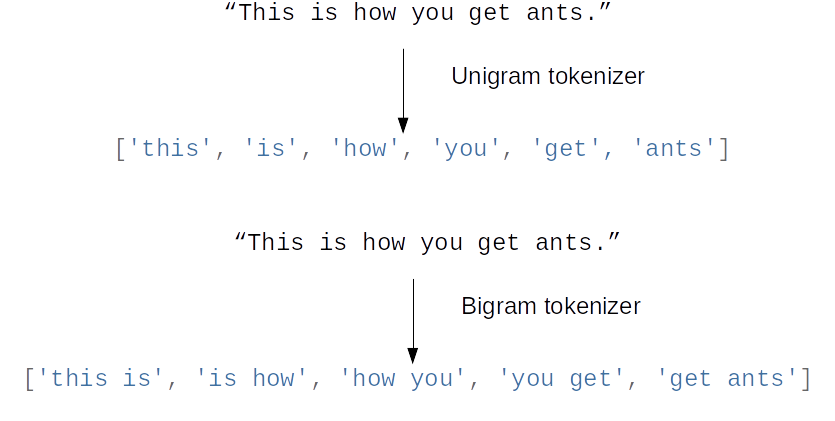 “This is how you get ants.”
Unigram tokenizer
['this', 'is', 'how', 'you', 'get', 'ants']
“This is how you get ants.”
Bigram tokenizer
['this is', 'is how', 'how you', 'you get', 'get ants']